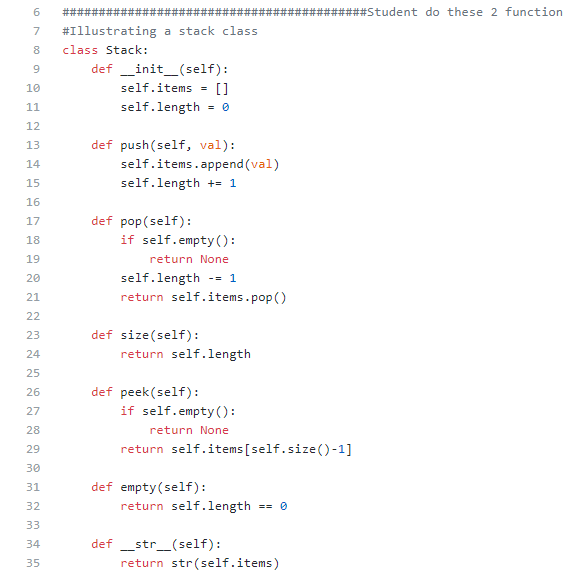 6 ##########################################Student do these 2 function
7 #Illustrating a stack class
8 class Stack:
9     def __init__(self):
10         self.items = []
11         self.length = 0
12
13     def push(self, val):
14         self.items.append(val)
15         self.length += 1
16
17     def pop(self):
18         if self.empty():
19             return None
20         self.length -= 1
21         return self.items.pop()
22
23     def size(self):
24         return self.length
25
26     def peek(self):
27         if self.empty():
28             return None
29         return self.items[self.size()-1]
30
31     def empty(self):
32         return self.length == 0
33
34     def __str__(self):
35         return str(self.items)